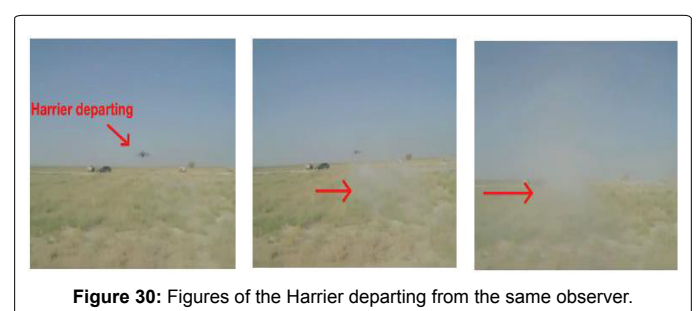 Harrier departing
Figure 30: Figures of the Harrier departing from the same observer.